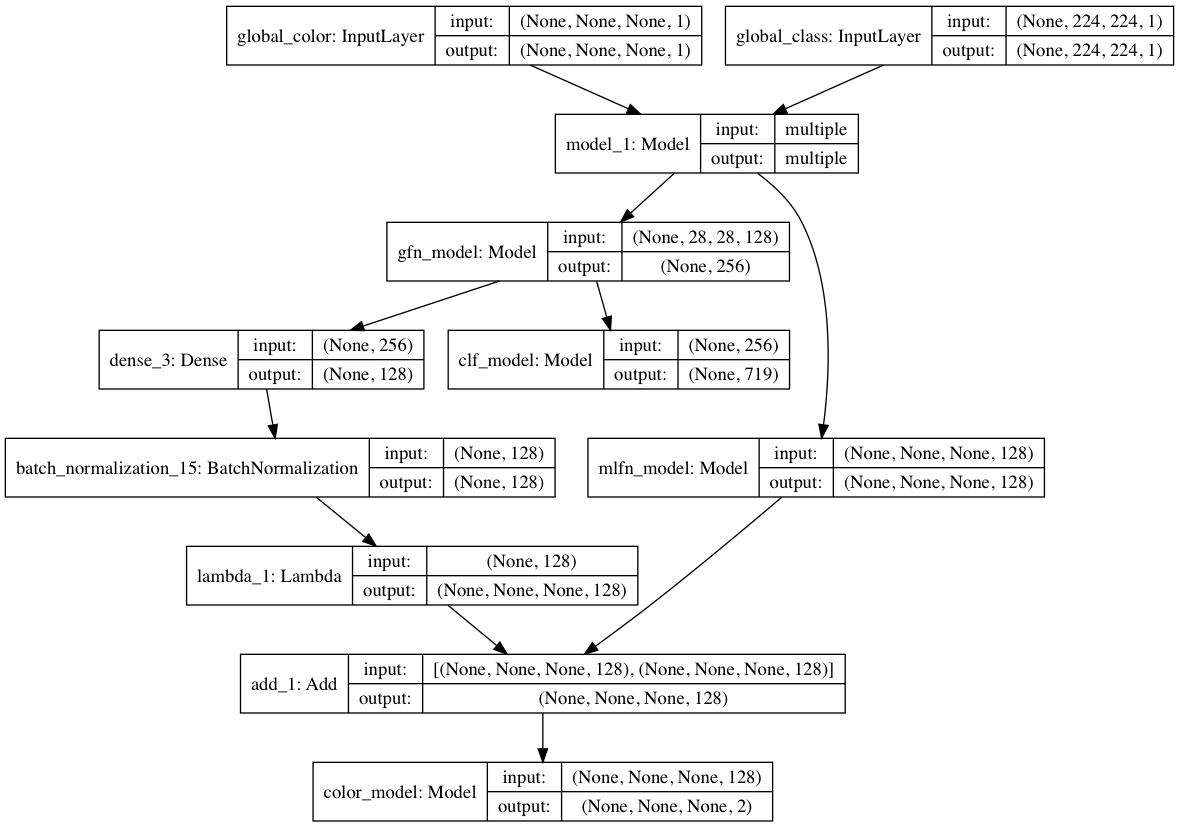 global_color: InputLayer
input: (None, None, None, 1)
output: (None, None, None, 1)
global_class: InputLayer
input: (None, 224, 224, 1)
output: (None, 224, 224, 1)
model_1: Model
input: multiple
output: multiple
gfn_model: Model
input: (None, 28, 28, 128)
output: (None, 256)
dense_3: Dense
input: (None, 256)
output: (None, 128)
clf_model: Model
input: (None, 256)
output: (None, 719)
batch_normalization_15: BatchNormalization
input: (None, 128)
output: (None, 128)
mlfn_model: Model
input: (None, None, None, 128)
output: (None, None, None, 128)
lambda_1: Lambda
input: (None, 128)
output: (None, None, None, 128)
add_1: Add
input: [(None, None, None, 128), (None, None, None, 128)]
output: (None, None, None, 128)
color_model: Model
input: (None, None, None, 128)
output: (None, None, None, 2)